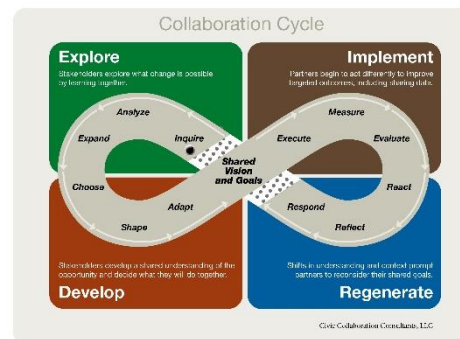 Collaboration Cycle
Explore
Stakeholders explore what change is possible
by learning together.
Implement
Partners begin to act differently to improve
targeted outcomes, including sharing data.
Analyze
Expand
Inquire
Choose
Shape
Adapt
Shared
Vision
and Goals
Execute
Measure
Evaluate
React
Reflect
Respond
Stakeholders develop a shared understanding of the
opportunity and decide what they will do together.
Develop
Shifts in understanding and context prompt
partners to reconsider their shared goals.
Regenerate
Civic Collaboration Consultants, LLC